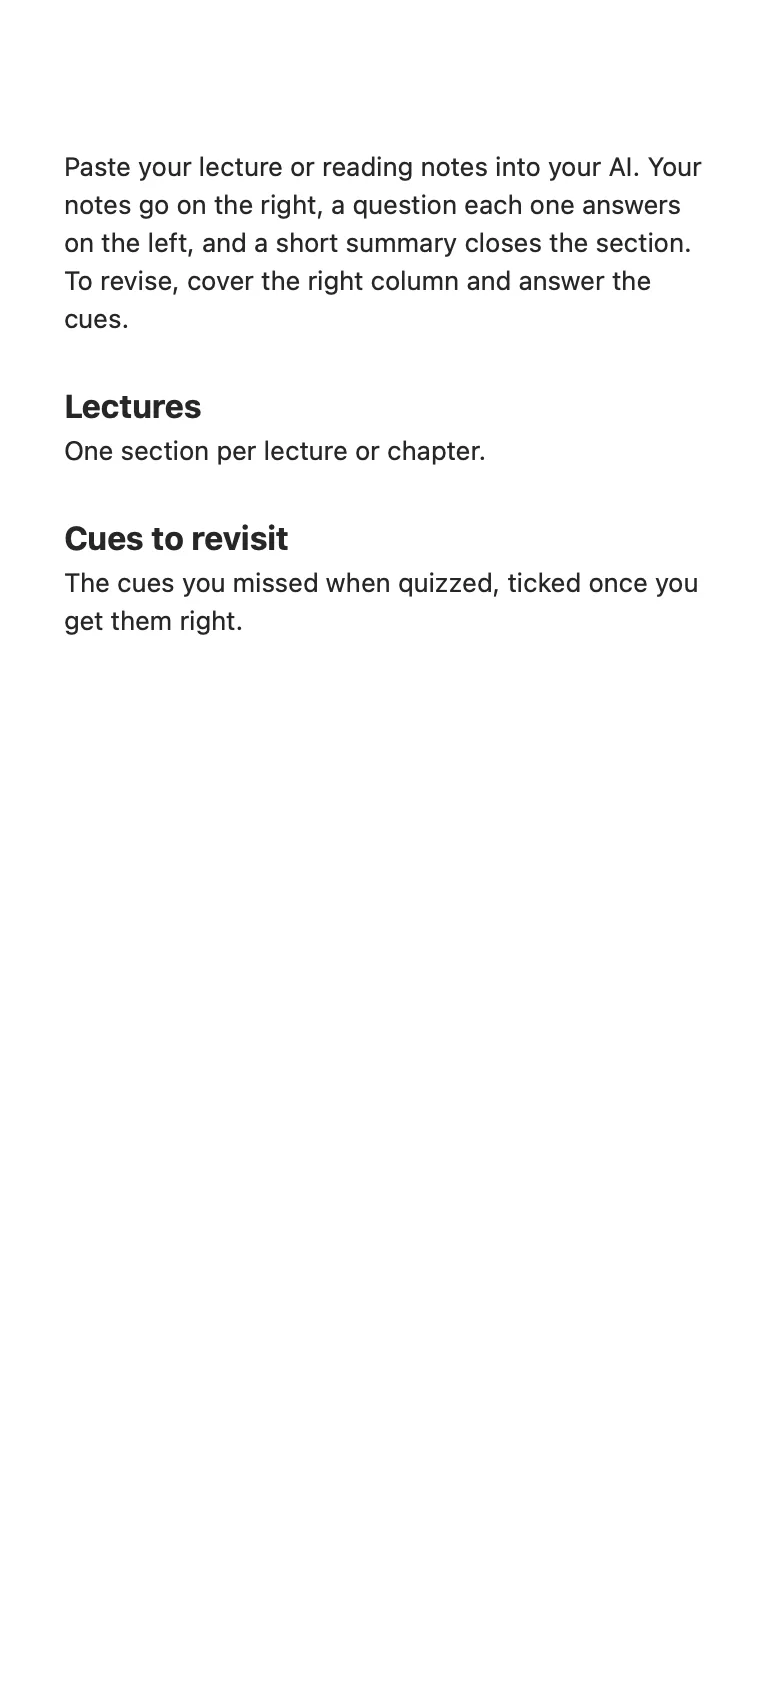 Paste your lecture or reading notes into your AI. Your
notes go on the right, a question each one answers
on the left, and a short summary closes the section.
To revise, cover the right column and answer the
cues.
Lectures
One section per lecture or chapter.
Cues to revisit
The cues you missed when quizzed, ticked once you
get them right.